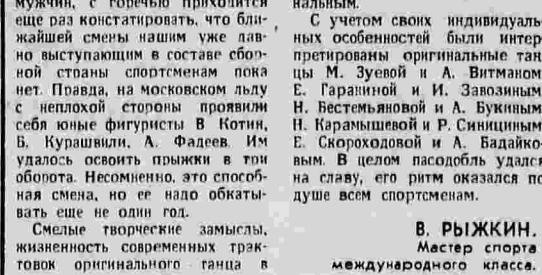 мужчин, с горечью приходится
еще раз констатировать, что бли-
жайшей смены нашим уже дав-
но выступающим в составе сбор-
ной страны спортсменам пока
нет. Правда, на московском льду
с неплохой стороны проявили
себя юные фигуристы В Котин,
Б. Курашвили, А. Фадеев. Им
удалось освоить прыжки в три
оборота. Несомненно, это способ-
ная смена, но ее надо обкаты-
вать еще не один год.
Смелые творческие замыслы,
жизненность современных трак-
товок оригинального танца в
нальным.
С учетом своих индивидуаль-
ных особенностей были интер-
претированы оригинальные тан-
цы М. Зуевой и А. Витманом
Е. Гараниной и И. Завозиным
Н. Бестемьяновой и А. Букиным
Н. Карамышевой и Р. Синициным
Е. Скороходовой и А. Бадайко-
вым. В целом пасодобль удался
на славу, его ритм оказался по
душе всем спортсменам.
В. РЫЖКИН.
Мастер спорта
международного класса.